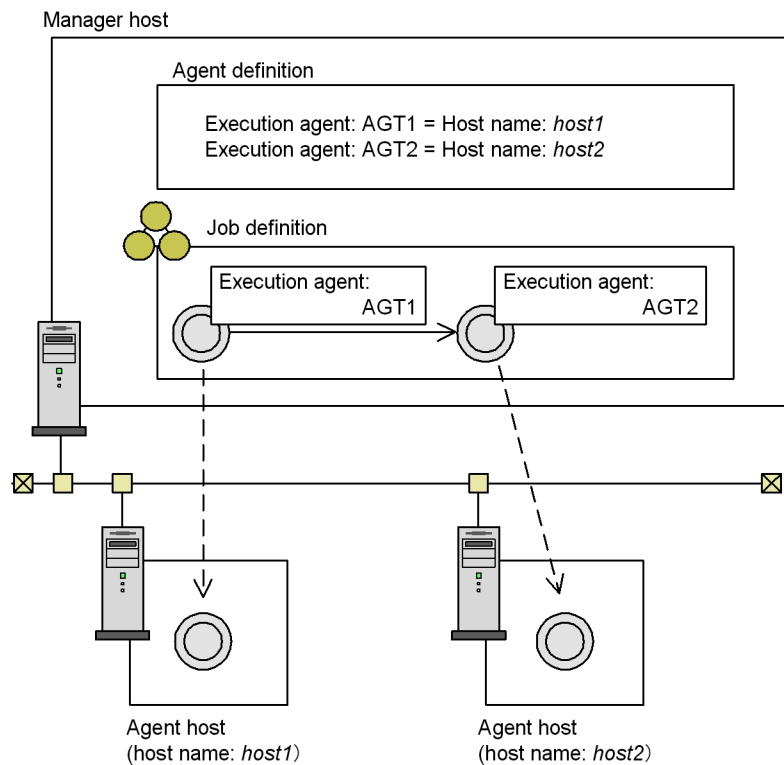 Manager host
Agent definition
Execution agent: AGT1 = Host name: host1
Execution agent: AGT2 = Host name: host2
Job definition
Execution agent:
AGT1
Execution agent:
AGT2
Agent host
(host name: host1)
Agent host
(host name: host2)